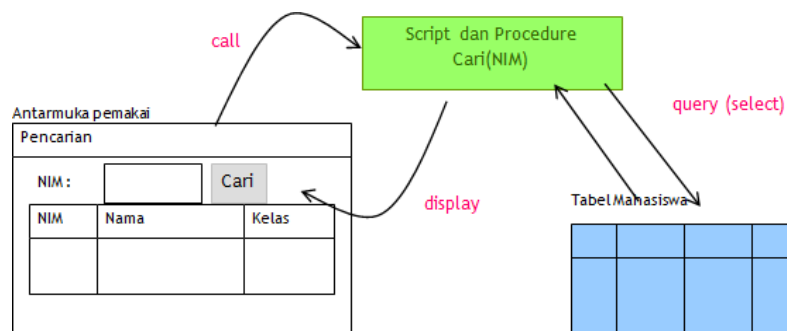 call
Script dan Procedure
Cari(NIM)
query (select)
Antarmuka pemakai
Pencarian
NIM :
Cari
NIM
Nama
Kelas
display
Tabel Mahasiswa